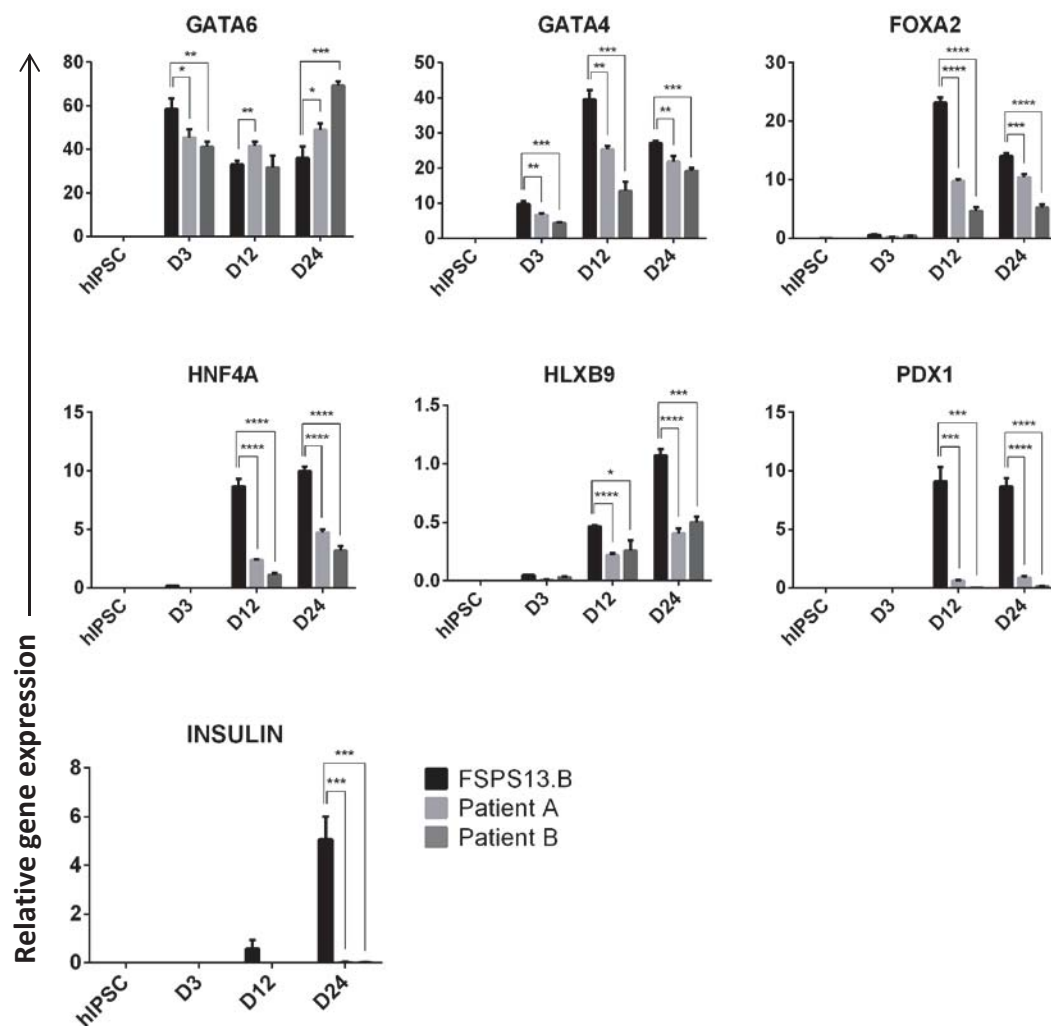 Relative gene expression
GATA6
80
60
40
20
0
** 
*
**
***
*
hIPSC
D3
D12
D24
GATA4
50
40
30
20
10
0
***
**
***
**
***
**
hIPSC
D3
D12
D24
FOXA2
30
20
10
0
****
****
****
***
hIPSC
D3
D12
D24
HNF4A
15
10
5
0
****
****
****
****
hIPSC
D3
D12
D24
HLXB9
1.5
1.0
0.5
0.0
*
****
***
****
hIPSC
D3
D12
D24
PDX1
15
10
5
0
***
***
****
****
hIPSC
D3
D12
D24
INSULIN
8
6
4
2
0
***
***
hIPSC
D3
D12
D24
FSPS13.B
Patient A
Patient B